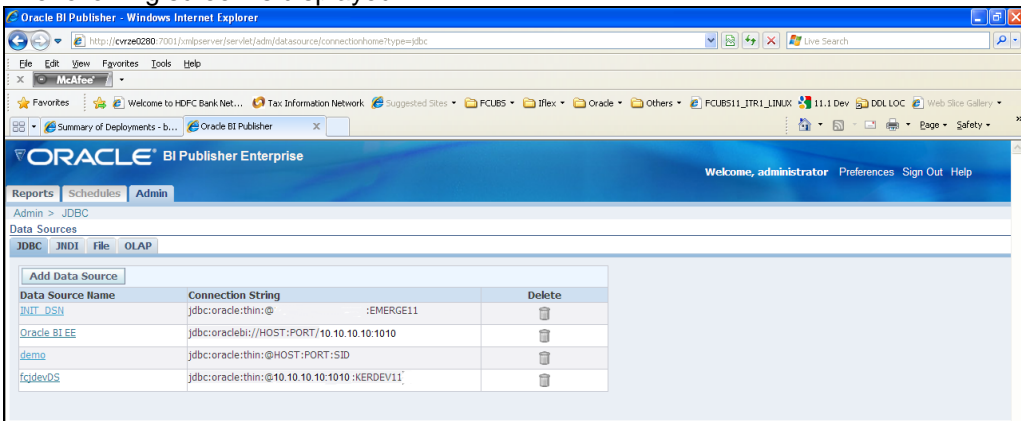 Oracle BI Publisher - Windows Internet Explorer
http://cvrze0280:7001/xmlpserver/servlet/adm/datasource/connectionhome?type=jdbc
Live Search
File Edit View Favorites Tools Help
McAfee
Favorites Welcome to HDFC Bank Net... Tax Information Network Suggested Sites FCUBS Iflex Oracle Others FCUBS11_ITR1_LINUX 11.1 Dev DDL LOC Web Slice Gallery
Summary of Deployments - b... Oracle BI Publisher Page Safety
ORACLE BI Publisher Enterprise
Welcome, administrator Preferences Sign Out Help
Reports Schedules Admin
Admin > JDBC
Data Sources
JDBC JNDI File OLAP
Add Data Source
Data Source Name Connection String Delete
INIT_DSN jdbc:oracle:thin:@ :EMERGE11
Oracle BI EE jdbc:oraclebi://HOST:PORT/10.10.10.10:1010
demo jdbc:oracle:thin:@HOST:PORT:SID
fcjdevDS jdbc:oracle:thin:@10.10.10.10:1010 :KERDEV11